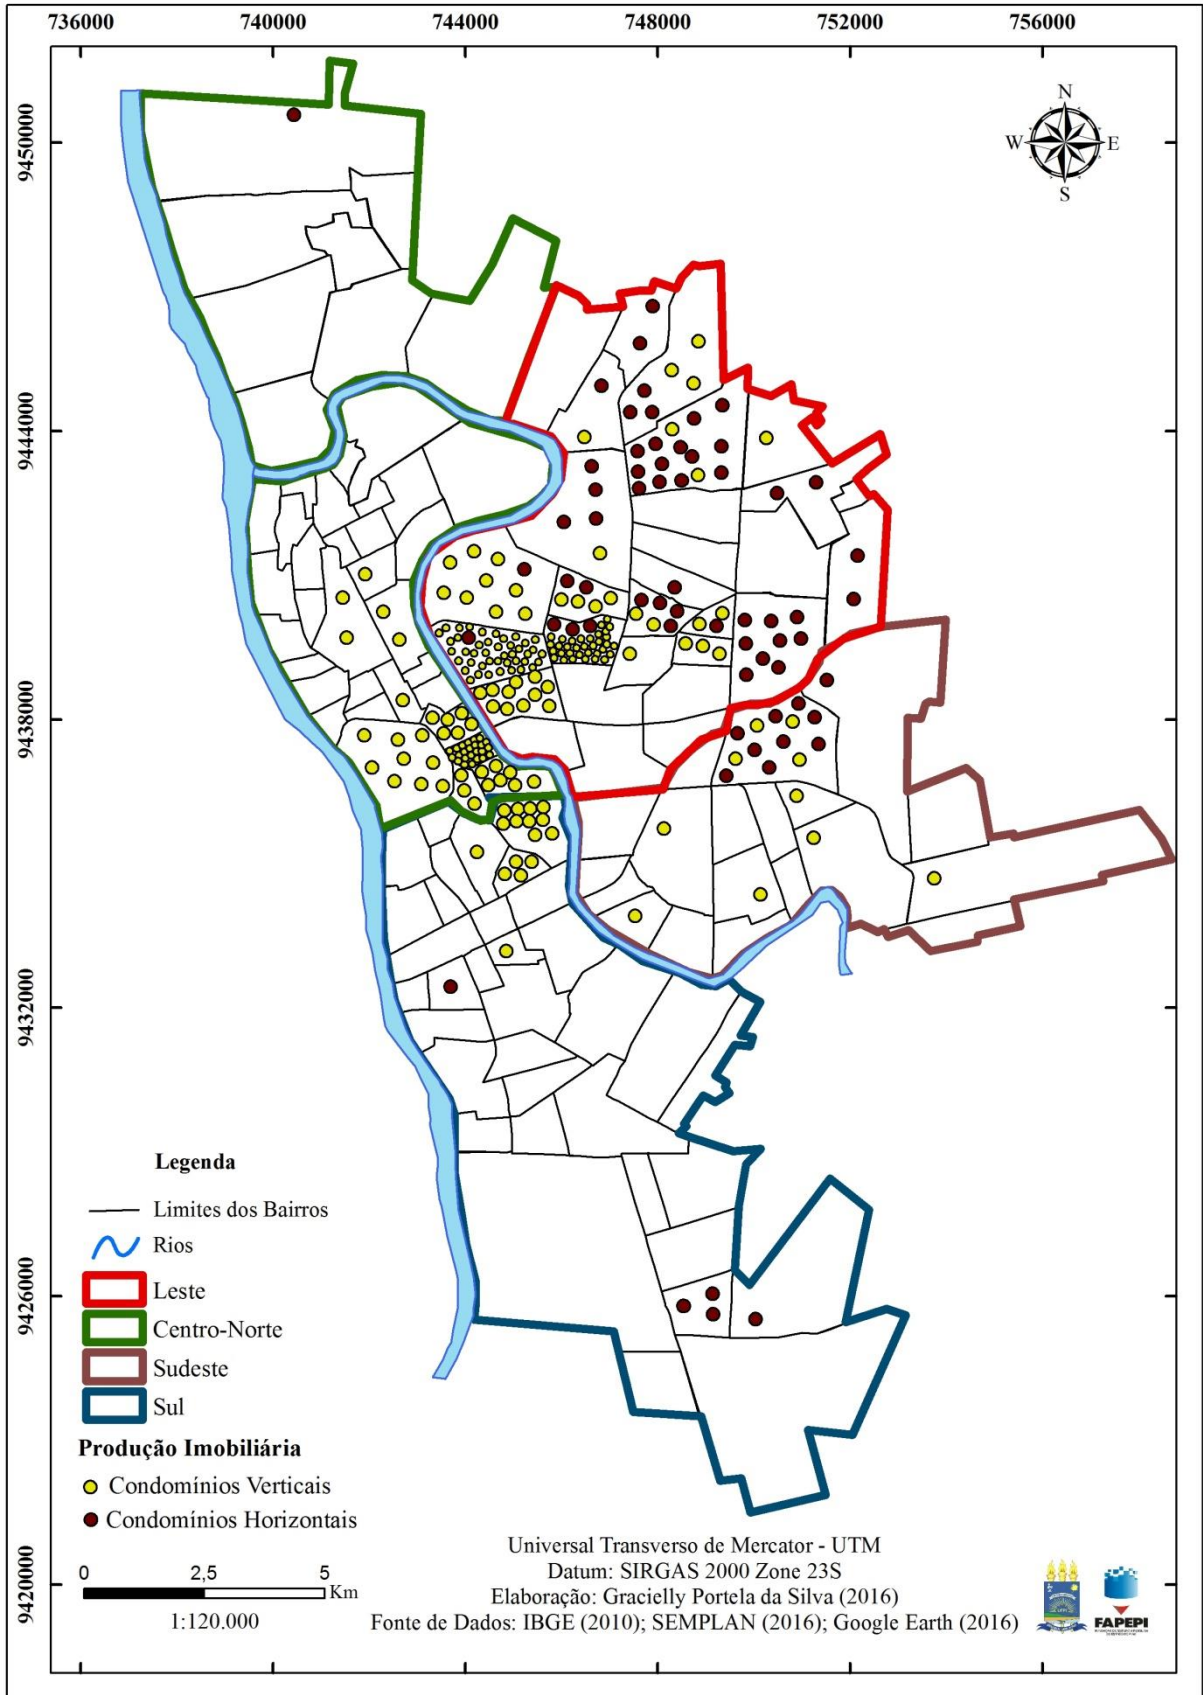 736000 740000 744000 748000 752000 756000
9450000
9444000
9438000
9432000
9426000
9420000
N
W E
S
Legenda
Limites dos Bairros
Rios
Leste
Centro-Norte
Sudeste
Sul
Produção Imobiliária
Condomínios Verticais
Condomínios Horizontais
0 2,5 5
Km
1:120.000
Universal Transverso de Mercator - UTM
Datum: SIRGAS 2000 Zone 23S
Elaboração: Gracielly Portela da Silva (2016)
Fonte de Dados: IBGE (2010); SEMPLAN (2016); Google Earth (2016)
FAPEPI